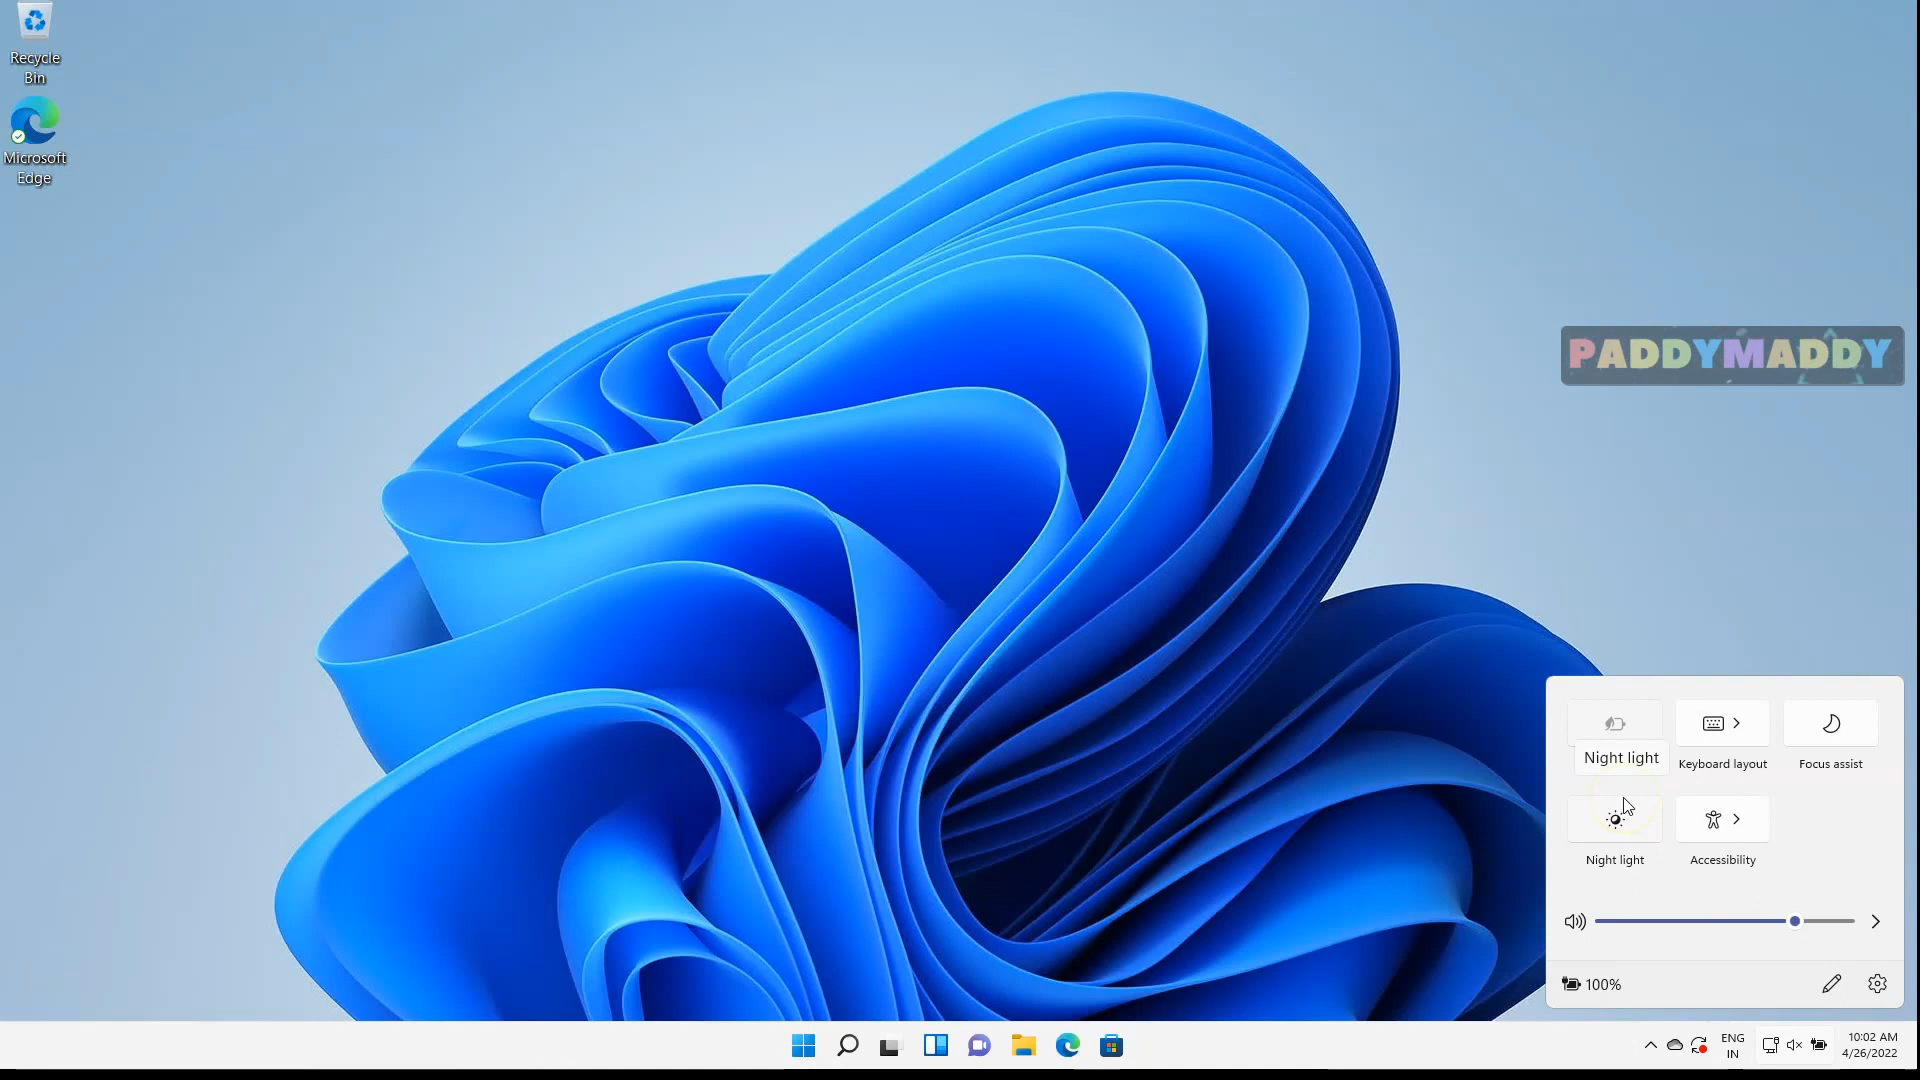 Recycle
Bin
Microsoft
Edge
PADDYMADDY
Night light
Keyboard layout
Focus assist
Night light
Accessibility
100%
ENG
IN
10:02 AM
4/26/2022